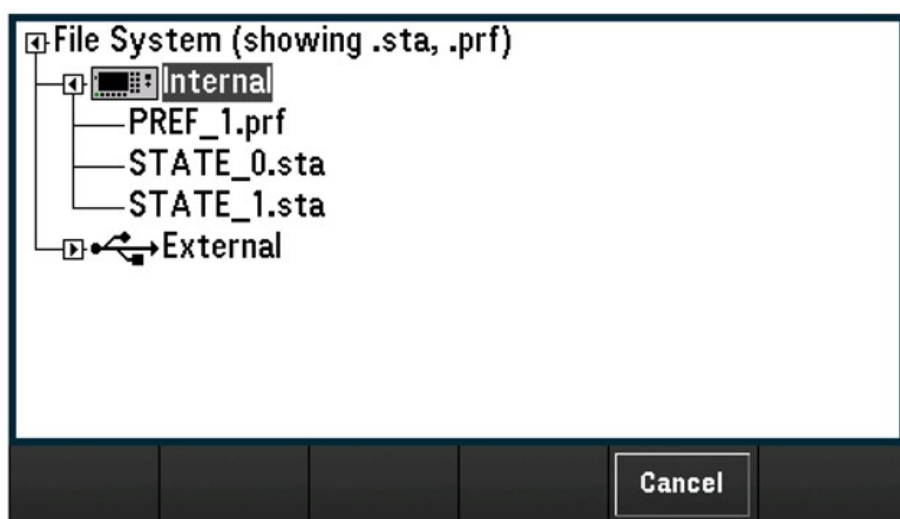 File System (showing .sta, .prf)
Internal
PREF_1.prf
STATE_0.sta
STATE_1.sta
External
Cancel